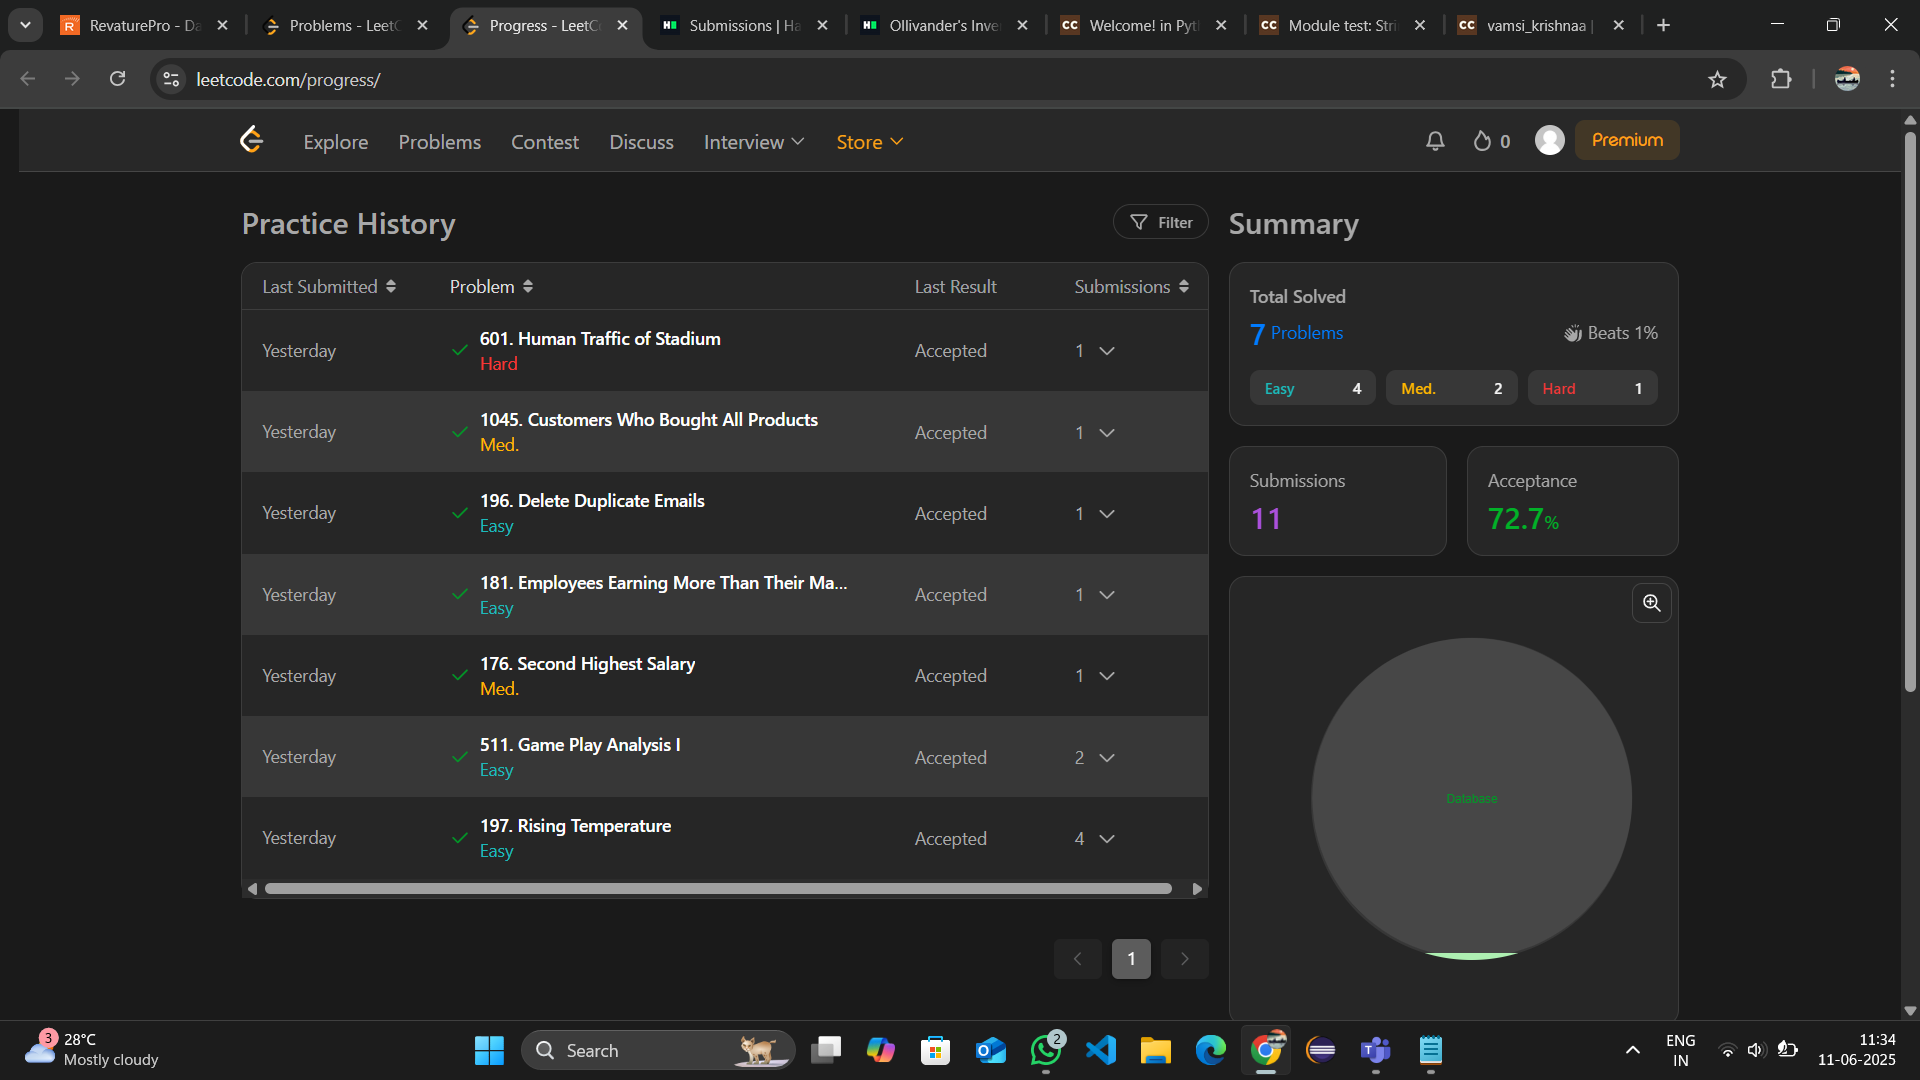 RevaturePro - Da
Problems - LeetC
Progress - LeetC
Submissions | Ha
Ollivander's Inve
Welcome! in Pyt
Module test: Stri
vamsi_krishnaa |
leetcode.com/progress/
Explore Problems Contest Discuss Interview Store 0 Premium
Practice History
Filter
Last Submitted Problem Last Result Submissions
Yesterday 601. Human Traffic of Stadium Accepted 1
Hard
Yesterday 1045. Customers Who Bought All Products Accepted 1
Med.
Yesterday 196. Delete Duplicate Emails Accepted 1
Easy
Yesterday 181. Employees Earning More Than Their Ma... Accepted 1
Easy
Yesterday 176. Second Highest Salary Accepted 1
Med.
Yesterday 511. Game Play Analysis I Accepted 2
Easy
Yesterday 197. Rising Temperature Accepted 4
Easy
1
Summary
Total Solved
7 Problems Beats 1%
Easy 4 Med. 2 Hard 1
Submissions
11
Acceptance
72.7%
Database
3
28°C
Mostly cloudy
Search
2
ENG
IN
11:34
11-06-2025